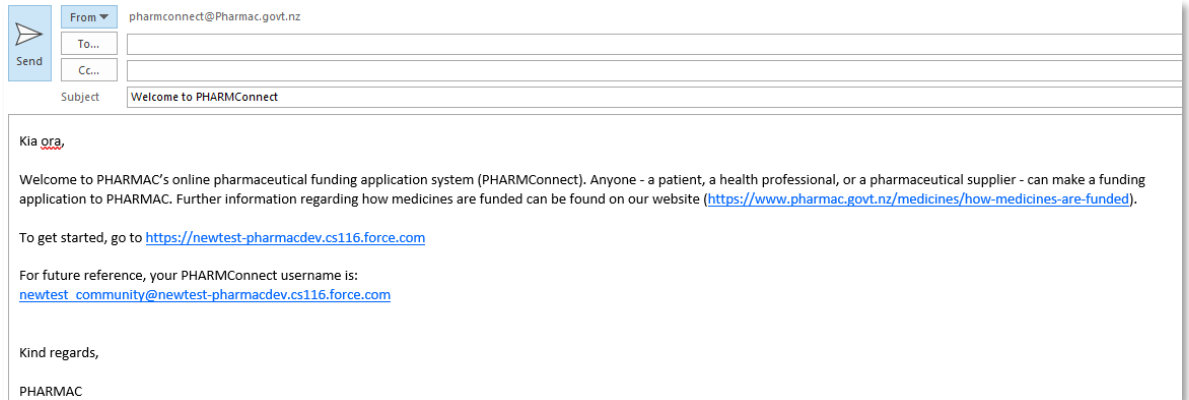 From pharmconnect@Pharmac.govt.nz
To...
Send
Cc...
Subject Welcome to PHARMConnect
Kia ora,
Welcome to PHARMAC’s online pharmaceutical funding application system (PHARMConnect). Anyone - a patient, a health professional, or a pharmaceutical supplier - can make a funding
application to PHARMAC. Further information regarding how medicines are funded can be found on our website (https://www.pharmac.govt.nz/medicines/how-medicines-are-funded).
To get started, go to https://newtest-pharmacdev.cs116.force.com
For future reference, your PHARMConnect username is:
newtest_community@newtest-pharmacdev.cs116.force.com
Kind regards,
PHARMAC